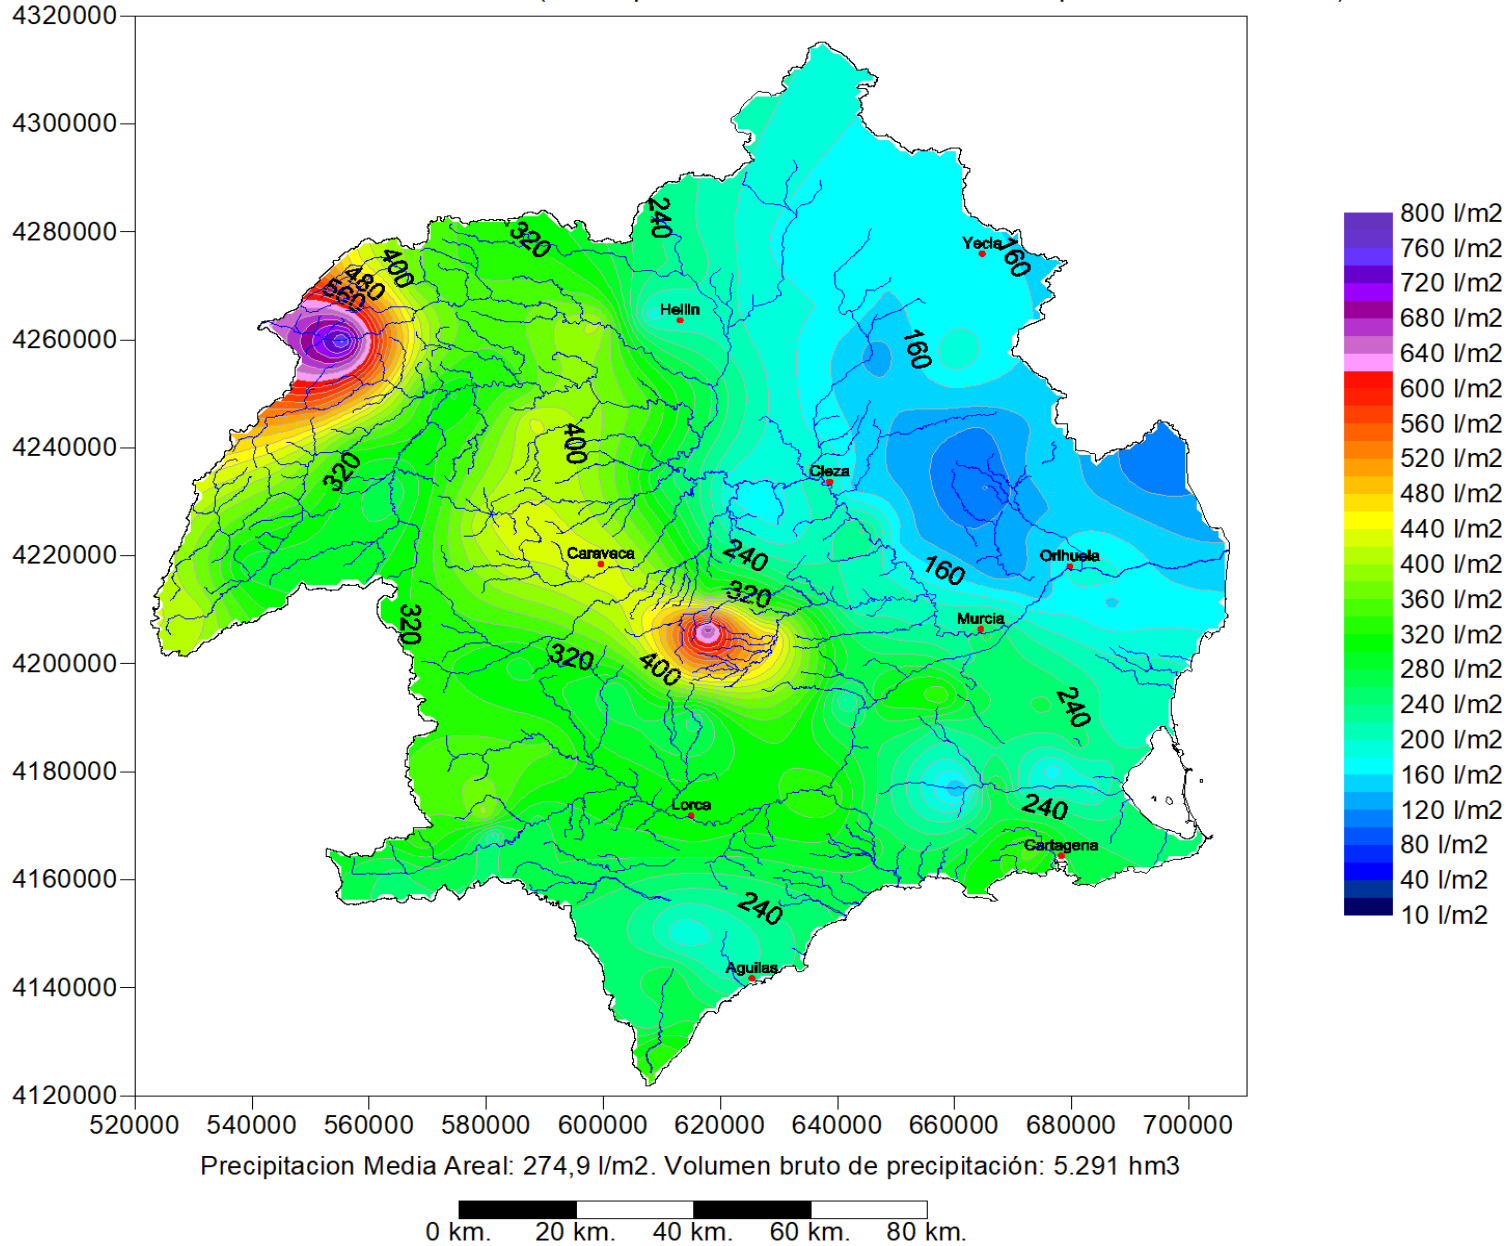 4320000
4300000
4280000
4260000
4240000
4220000
4200000
4180000
4160000
4140000
4120000
520000 540000 560000 580000 600000 620000 640000 660000 680000 700000
240
320
400
480
560
Yecla
160
Hellin
160
400
320
Cieza
Caravaca
240
160
Orihuela
320
320
Murcia
320
400
240
Lorca
240
Cartagena
240
Aguilas
800 l/m2
760 l/m2
720 l/m2
680 l/m2
640 l/m2
600 l/m2
560 l/m2
520 l/m2
480 l/m2
440 l/m2
400 l/m2
360 l/m2
320 l/m2
280 l/m2
240 l/m2
200 l/m2
160 l/m2
120 l/m2
80 l/m2
40 l/m2
10 l/m2
Precipitacion Media Areal: 274,9 l/m2. Volumen bruto de precipitación: 5.291 hm3
0 km. 20 km. 40 km. 60 km. 80 km.